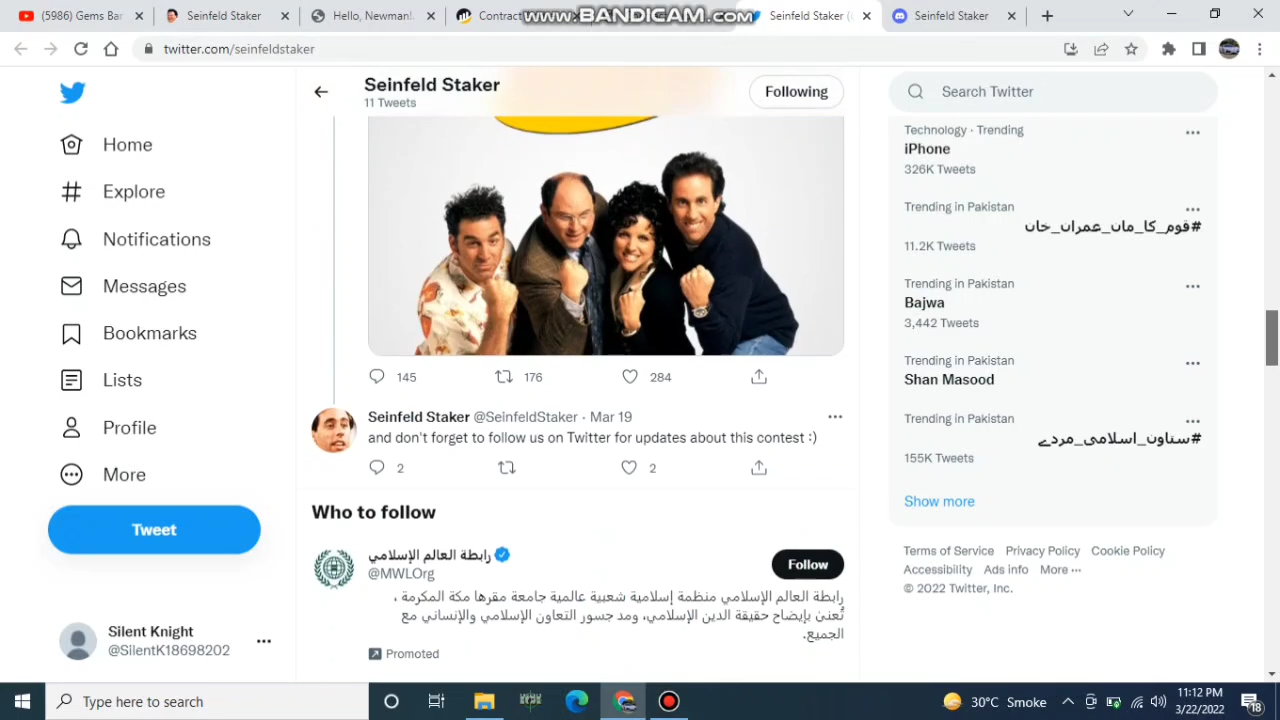 (5986) Gems Bar
Seinfeld Staker
Hello, Newman!
Contract
www.BANDICAM.com
Seinfeld Staker (
Seinfeld Staker
twitter.com/seinfeldstaker
Seinfeld Staker
11 Tweets
Following
Search Twitter
Home
Explore
Notifications
Messages
Bookmarks
Lists
Profile
More
Tweet
Silent Knight
@SilentK18698202
145
176
284
Seinfeld Staker @SeinfeldStaker · Mar 19
and don't forget to follow us on Twitter for updates about this contest :)
2
2
Who to follow
رابطة العالم الإسلامي
@MWLOrg
Follow
رابطة العالم الإسلامي منظمة إسلامية شعبية عالمية جامعة مقرها مكة المكرمة ،
تُعنى بإيضاح حقيقة الدين الإسلامي، ومد جسور التعاون الإسلامي والإنساني مع
الجميع.
Promoted
Technology · Trending
iPhone
326K Tweets
Trending in Pakistan
#قوم_کا_مان_عمران_خان
11.2K Tweets
Trending in Pakistan
Bajwa
3,442 Tweets
Trending in Pakistan
Shan Masood
Trending in Pakistan
#ستاون_اسلامی_مردے
155K Tweets
Show more
Terms of Service Privacy Policy Cookie Policy
Accessibility Ads info More ···
© 2022 Twitter, Inc.
Type here to search
30°C Smoke
11:12 PM
3/22/2022
18